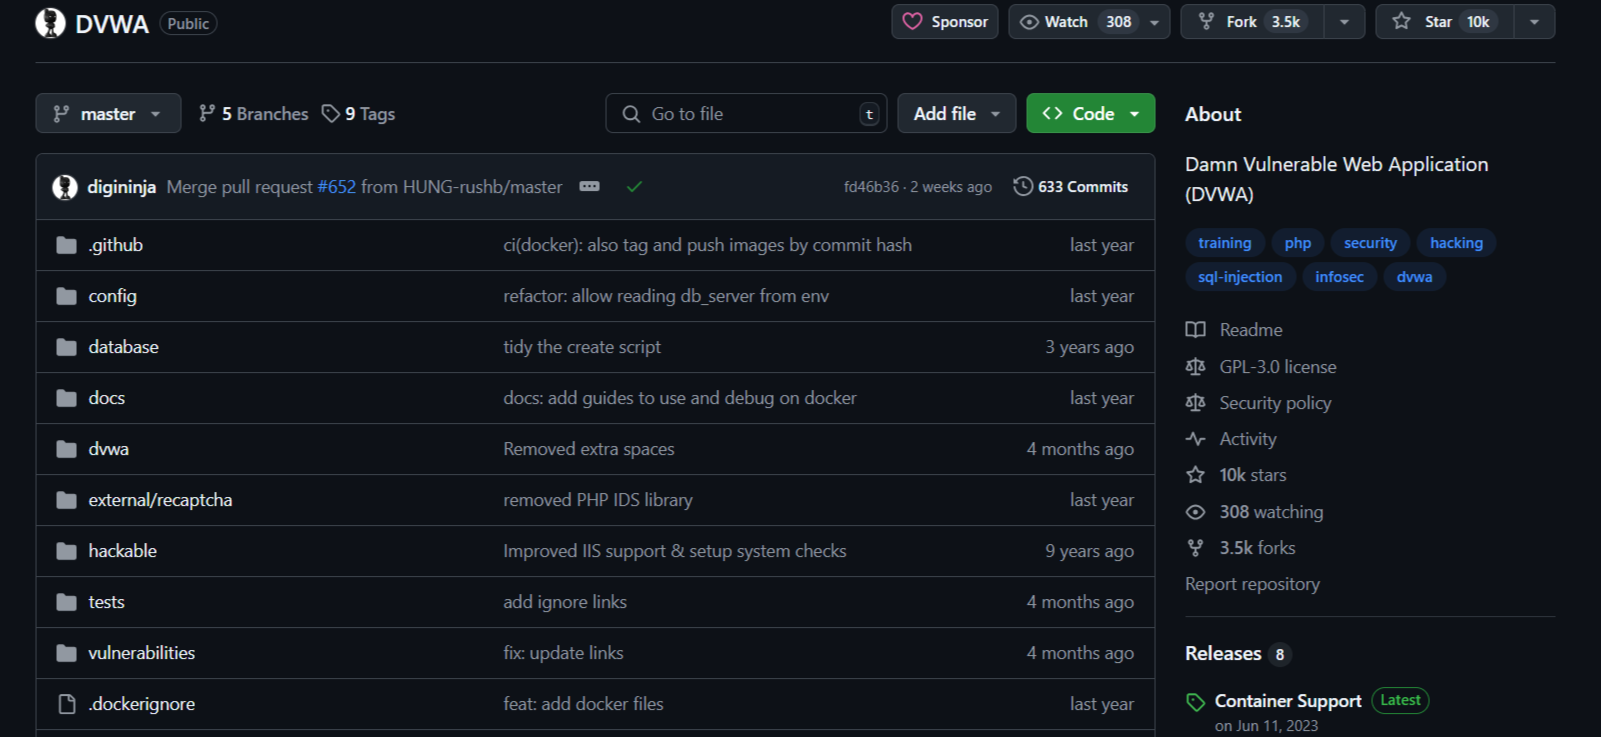 DVWA Public Sponsor Watch 308 Fork 3.5k Star 10k
master 5 Branches 9 Tags Go to file t Add file Code
digininja Merge pull request #652 from HUNG-rushb/master fd46b36 · 2 weeks ago 633 Commits
.github ci(docker): also tag and push images by commit hash last year
config refactor: allow reading db_server from env last year
database tidy the create script 3 years ago
docs docs: add guides to use and debug on docker last year
dvwa Removed extra spaces 4 months ago
external/recaptcha removed PHP IDS library last year
hackable Improved IIS support & setup system checks 9 years ago
tests add ignore links 4 months ago
vulnerabilities fix: update links 4 months ago
.dockerignore feat: add docker files last year
About
Damn Vulnerable Web Application
(DVWA)
training php security hacking
sql-injection infosec dvwa
Readme
GPL-3.0 license
Security policy
Activity
10k stars
308 watching
3.5k forks
Report repository
Releases 8
Container Support Latest
on Jun 11, 2023